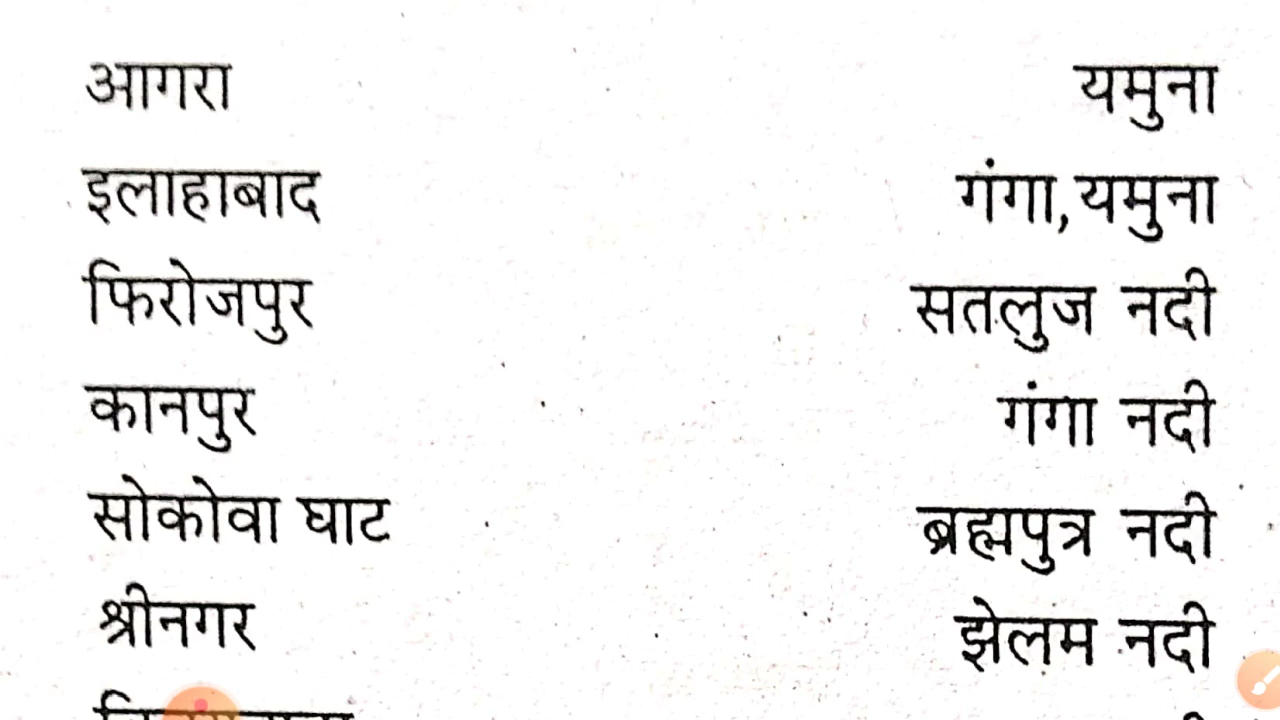 आगरा यमुना
इलाहाबाद गंगा, यमुना
फिरोजपुर सतलुज नदी
कानपुर गंगा नदी
सोकोवा घाट ब्रह्मपुत्र नदी
श्रीनगर झेलम नदी